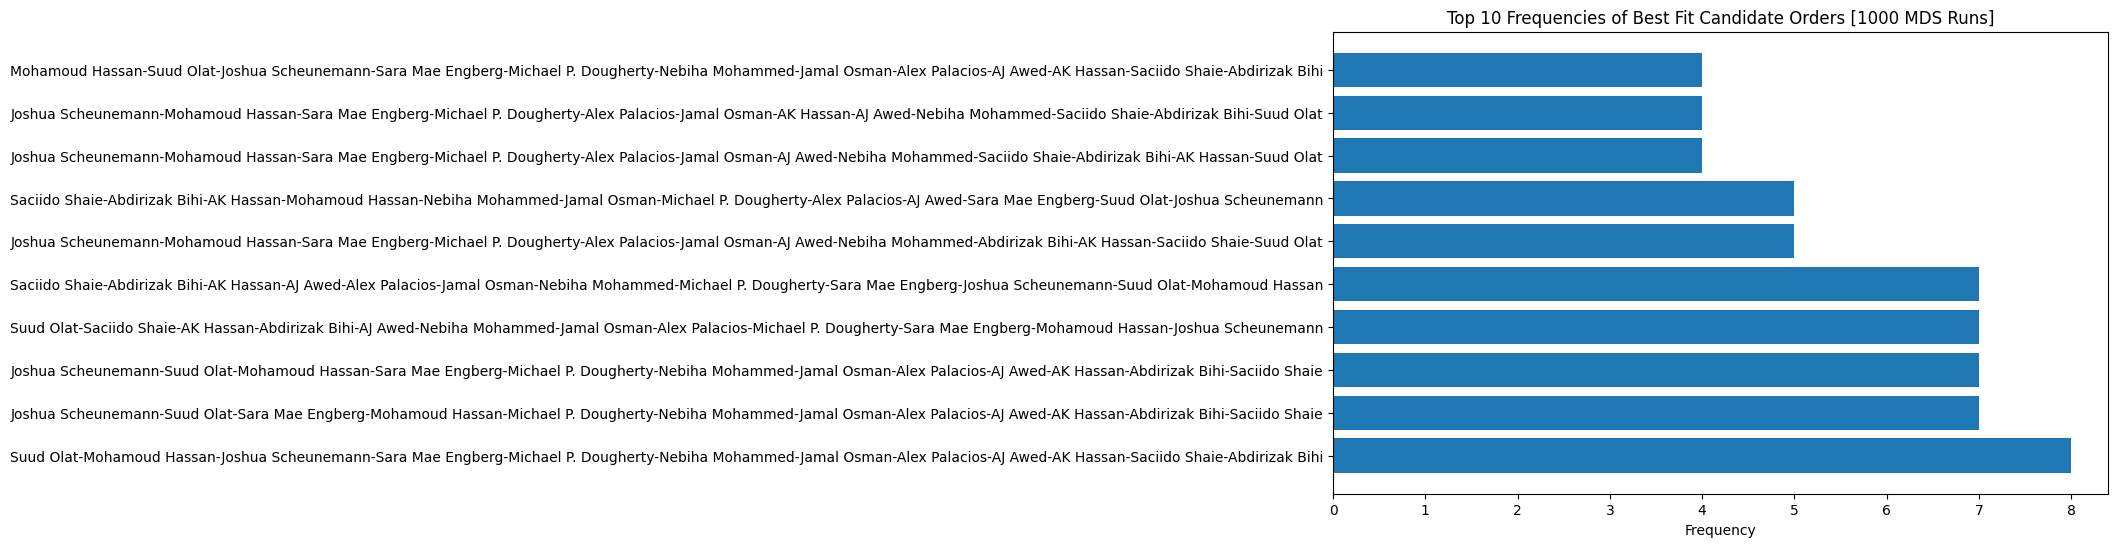 Top 10 Frequencies of Best Fit Candidate Orders [1000 MDS Runs]
Mohamoud Hassan-Suud Olat-Joshua Scheunemann-Sara Mae Engberg-Michael P. Dougherty-Nebiha Mohammed-Jamal Osman-Alex Palacios-AJ Awed-AK Hassan-Saciido Shaie-Abdirizak Bihi
Joshua Scheunemann-Mohamoud Hassan-Sara Mae Engberg-Michael P. Dougherty-Alex Palacios-Jamal Osman-AK Hassan-AJ Awed-Nebiha Mohammed-Saciido Shaie-Abdirizak Bihi-Suud Olat
Joshua Scheunemann-Mohamoud Hassan-Sara Mae Engberg-Michael P. Dougherty-Alex Palacios-Jamal Osman-AJ Awed-Nebiha Mohammed-Saciido Shaie-Abdirizak Bihi-AK Hassan-Suud Olat
Saciido Shaie-Abdirizak Bihi-AK Hassan-Mohamoud Hassan-Nebiha Mohammed-Jamal Osman-Michael P. Dougherty-Alex Palacios-AJ Awed-Sara Mae Engberg-Suud Olat-Joshua Scheunemann
Joshua Scheunemann-Mohamoud Hassan-Sara Mae Engberg-Michael P. Dougherty-Alex Palacios-Jamal Osman-AJ Awed-Nebiha Mohammed-Abdirizak Bihi-AK Hassan-Saciido Shaie-Suud Olat
Saciido Shaie-Abdirizak Bihi-AK Hassan-AJ Awed-Alex Palacios-Jamal Osman-Nebiha Mohammed-Michael P. Dougherty-Sara Mae Engberg-Joshua Scheunemann-Suud Olat-Mohamoud Hassan
Suud Olat-Saciido Shaie-AK Hassan-Abdirizak Bihi-AJ Awed-Nebiha Mohammed-Jamal Osman-Alex Palacios-Michael P. Dougherty-Sara Mae Engberg-Mohamoud Hassan-Joshua Scheunemann
Joshua Scheunemann-Suud Olat-Mohamoud Hassan-Sara Mae Engberg-Michael P. Dougherty-Nebiha Mohammed-Jamal Osman-Alex Palacios-AJ Awed-AK Hassan-Abdirizak Bihi-Saciido Shaie
Joshua Scheunemann-Suud Olat-Sara Mae Engberg-Mohamoud Hassan-Michael P. Dougherty-Nebiha Mohammed-Jamal Osman-Alex Palacios-AJ Awed-AK Hassan-Abdirizak Bihi-Saciido Shaie
Suud Olat-Mohamoud Hassan-Joshua Scheunemann-Sara Mae Engberg-Michael P. Dougherty-Nebiha Mohammed-Jamal Osman-Alex Palacios-AJ Awed-AK Hassan-Saciido Shaie-Abdirizak Bihi
0 1 2 3 4 5 6 7 8
Frequency